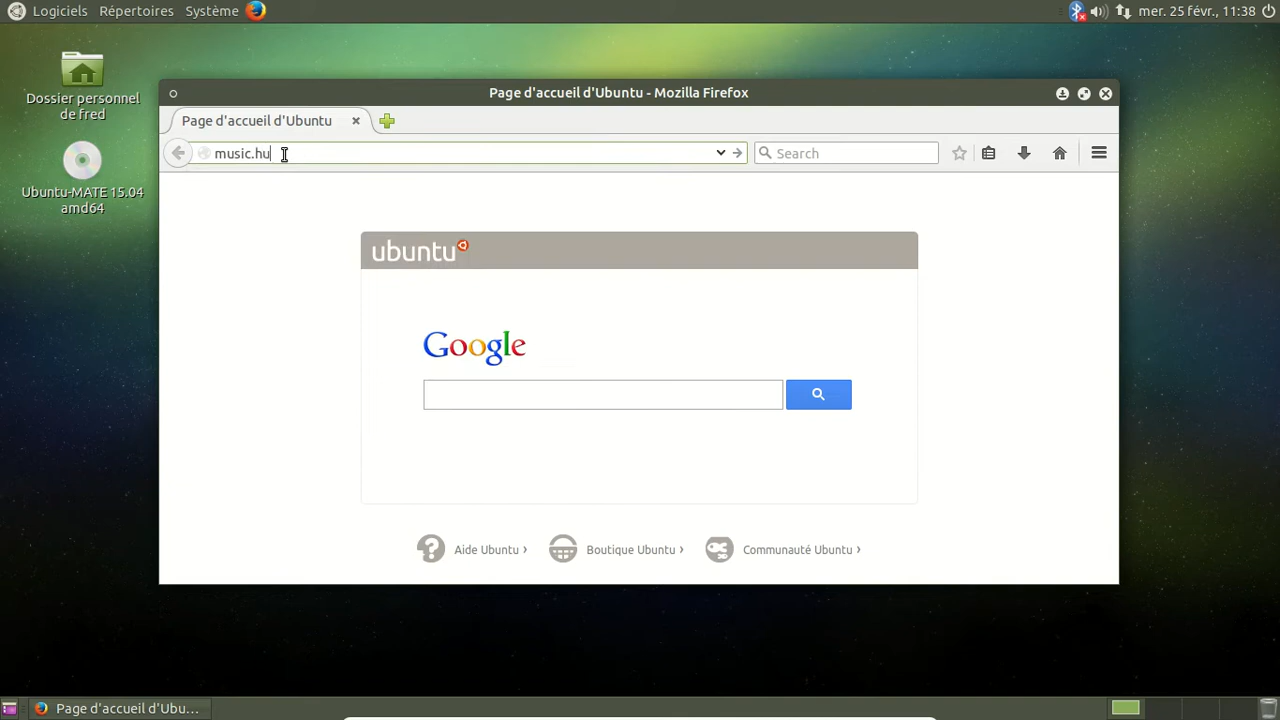 Logiciels Répertoires Système mer. 25 févr., 11:38
Dossier personnel
de fred
Ubuntu-MATE 15.04
amd64
Page d'accueil d'Ubuntu - Mozilla Firefox
Page d'accueil d'Ubuntu
music.hu Search
ubuntu
Google
Aide Ubuntu › Boutique Ubuntu › Communauté Ubuntu ›
Page d'accueil d'Ubu...